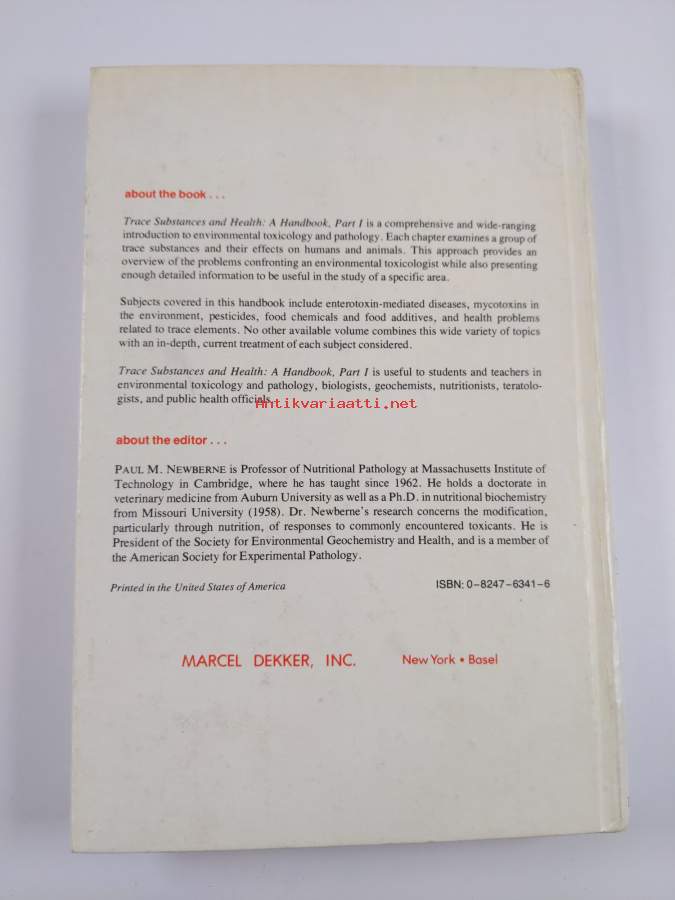 about the book . . .
Trace Substances and Health: A Handbook, Part I is a comprehensive and wide-ranging
introduction to environmental toxicology and pathology. Each chapter examines a group of
trace substances and their effects on humans and animals. This approach provides an
overview of the problems confronting an environmental toxicologist while also presenting
enough detailed information to be useful in the study of a specific area.
Subjects covered in this handbook include enterotoxin-mediated diseases, mycotoxins in
the environment, pesticides, food chemicals and food additives, and health problems
related to trace elements. No other available volume combines this wide variety of topics
with an in-depth, current treatment of each subject considered.
Trace Substances and Health: A Handbook, Part I is useful to students and teachers in
environmental toxicology and pathology, biologists, geochemists, nutritionists, teratolo-
gists, and public health officials.
Antikvariaatti.net
about the editor . . .
PAUL M. NEWBERNE is Professor of Nutritional Pathology at Massachusetts Institute of
Technology in Cambridge, where he has taught since 1962. He holds a doctorate in
veterinary medicine from Auburn University as well as a Ph.D. in nutritional biochemistry
from Missouri University (1958). Dr. Newberne's research concerns the modification,
particularly through nutrition, of responses to commonly encountered toxicants. He is
President of the Society for Environmental Geochemistry and Health, and is a member of
the American Society for Experimental Pathology.
Printed in the United States of America ISBN: 0-8247-6341-6
MARCEL DEKKER, INC. New York • Basel